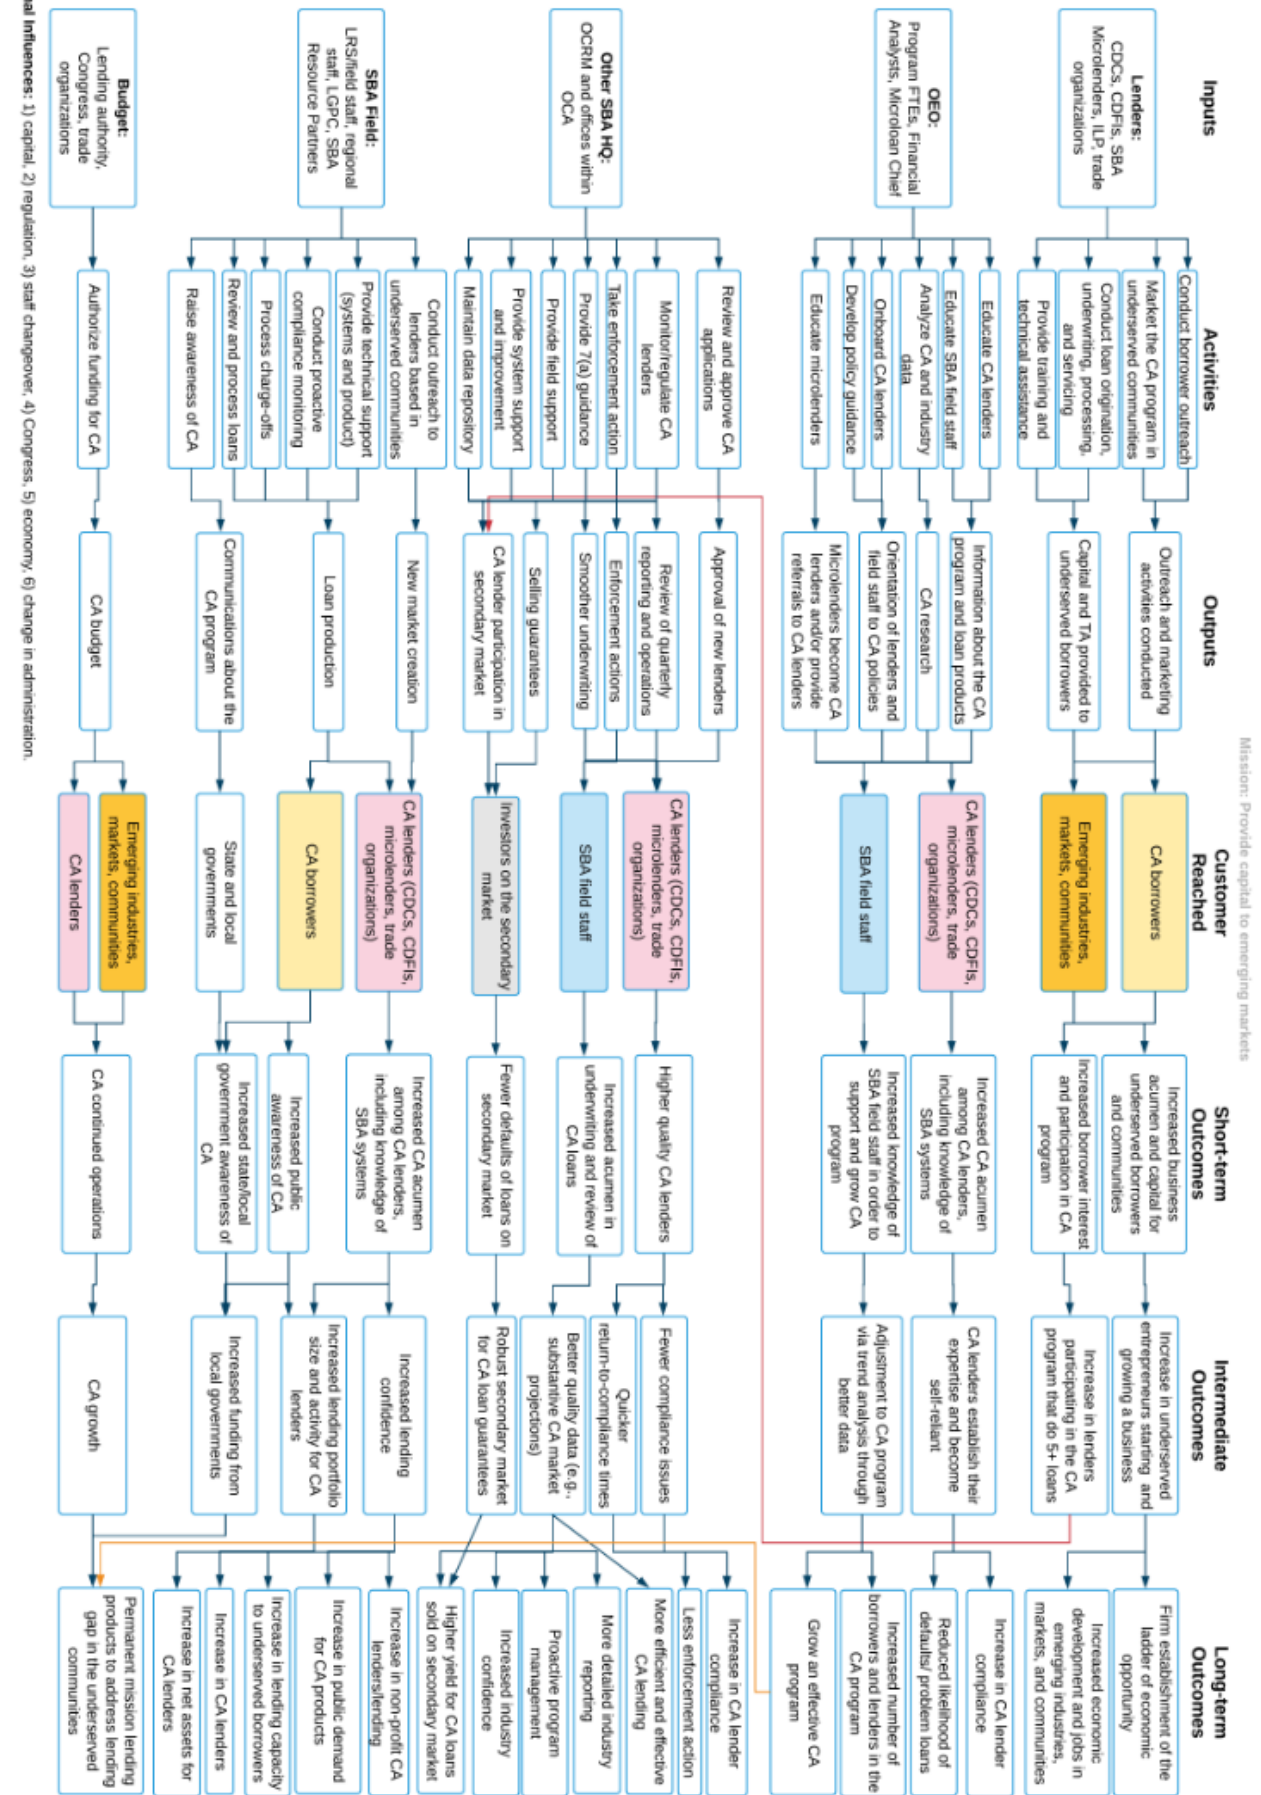 Mission: Provide capital to emerging markets
Inputs
Activities
Outputs
Customer
Reached
Short-term
Outcomes
Intermediate
Outcomes
Long-term
Outcomes
Lenders:
CDCs, CDFIs, SBA
Microlenders, ILP, trade
organizations
Conduct borrower outreach
Market the CA program in
underserved communities
Conduct loan origination,
underwriting, processing,
and servicing
Provide training and
technical assistance
Outreach and marketing
activities conducted
Capital and TA provided to
underserved borrowers
CA borrowers
Emerging industries,
markets, communities
Increased business
acumen and capital for
underserved borrowers
and communities
Increased borrower interest
and participation in CA
program
Increase in underserved
entrepreneurs starting and
growing a business
Increase in lenders
participating in the CA
program that do 5+ loans
Firm establishment of the
ladder of economic
opportunity
Increased economic
development and jobs in
emerging industries,
markets, and communities
OEO:
Program FTEs, Financial
Analysts, Microloan Chief
Educate CA lenders
Educate SBA field staff
Analyze CA and industry
data
Onboard CA lenders
Develop policy guidance
Educate microlenders
Information about the CA
program and loan products
CA research
Orientation of lenders and
field staff to CA policies
Microlenders become CA
lenders and/or provide
referrals to CA lenders
CA lenders (CDCs, CDFIs,
microlenders, trade
organizations)
SBA field staff
Increased CA acumen
among CA lenders,
including knowledge of
SBA systems
Increased knowledge of
SBA field staff in order to
support and grow CA
program
CA lenders establish their
expertise and become
self-reliant
Adjustment to CA program
via trend analysis through
better data
Increase in CA lender
compliance
Reduced likelihood of
defaults/ problem loans
Increased number of
borrowers and lenders in the
CA program
Grow an effective CA
program
Other SBA HQ:
OCRM and offices within
OCA
Review and approve CA
applications
Monitor/regulate CA
lenders
Take enforcement action
Provide 7(a) guidance
Provide field support
Provide system support
and improvement
Maintain data repository
Approval of new lenders
Review of quarterly
reporting and operations
Enforcement actions
Smoother underwriting
Selling guarantees
CA lender participation in
secondary market
CA lenders (CDCs, CDFIs,
microlenders, trade
organizations)
SBA field staff
Investors on the secondary
market
Higher quality CA lenders
Increased acumen in
underwriting and review of
CA loans
Fewer defaults of loans on
secondary market
Fewer compliance issues
Quicker
return-to-compliance times
Better quality data (e.g.,
substantive CA market
projections)
Robust secondary market
for CA loan guarantees
Increase in CA lender
compliance
Less enforcement action
More efficient and effective
CA lending
More detailed industry
reporting
Proactive program
management
Increased industry
confidence
Higher yield for CA loans
sold on secondary market
SBA Field:
LRS/field staff, regional
staff, LGPC, SBA
Resource Partners
Conduct outreach to
lenders based in
underserved communities
Provide technical support
(systems and product)
Conduct proactive
compliance monitoring
Process charge-offs
Review and process loans
Raise awareness of CA
New market creation
Loan production
Communications about the
CA program
CA lenders (CDCs, CDFIs,
microlenders, trade
organizations)
CA borrowers
State and local
governments
Increased CA acumen
among CA lenders,
including knowledge of
SBA systems
Increased public
awareness of CA
Increased state/local
government awareness of
CA
Increased lending
confidence
Increased lending portfolio
size and activity for CA
lenders
Increased funding from
local governments
Increase in non-profit CA
lenders/lending
Increase in public demand
for CA products
Increase in lending capacity
to underserved borrowers
Increase in CA lenders
Increase in net assets for
CA lenders
Budget:
Lending authority,
Congress, trade
organizations
Authorize funding for CA
CA budget
Emerging industries,
markets, communities
CA lenders
CA continued operations
CA growth
Permanent mission lending
products to address lending
gap in the underserved
communities
nal Influences: 1) capital, 2) regulation, 3) staff changeover, 4) Congress, 5) economy, 6) change in administration.